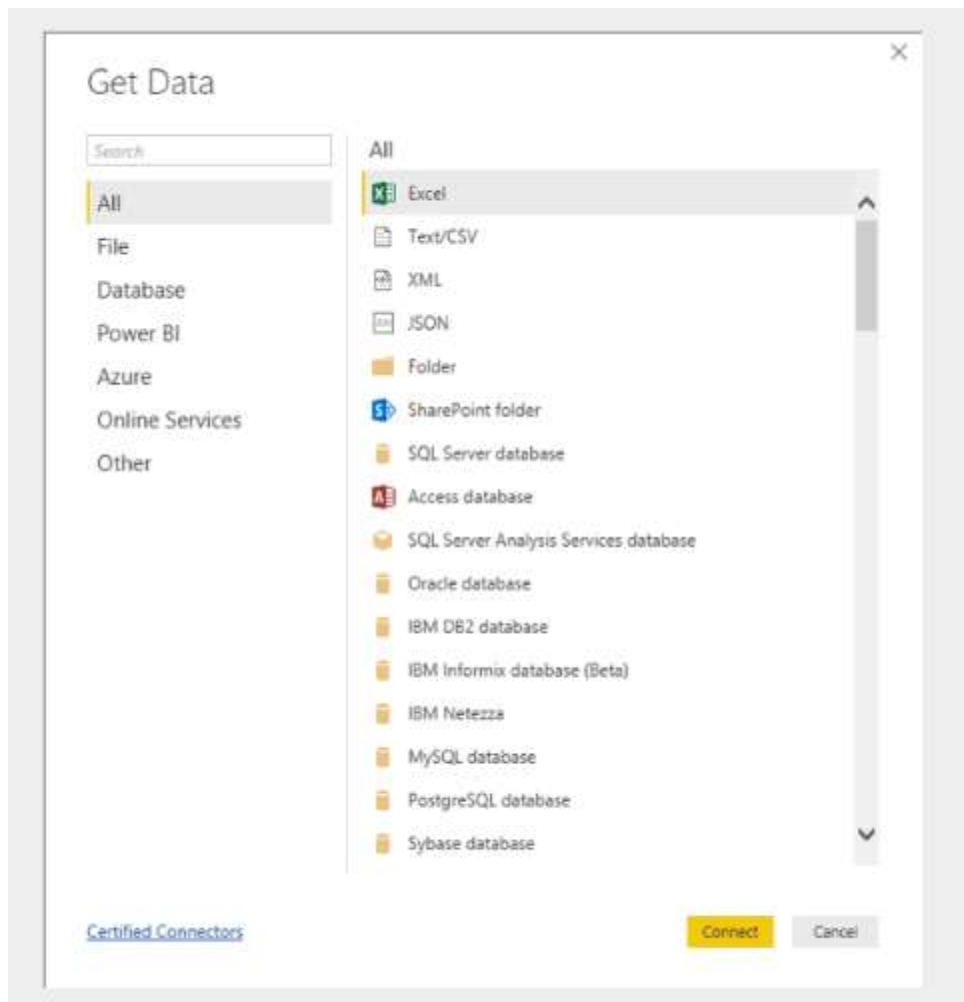 Get Data
Search
All
File
Database
Power BI
Azure
Online Services
Other
All
Excel
Text/CSV
XML
JSON
Folder
SharePoint folder
SQL Server database
Access database
SQL Server Analysis Services database
Oracle database
IBM DB2 database
IBM Informix database (Beta)
IBM Netezza
MySQL database
PostgreSQL database
Sybase database
Certified Connectors
Connect
Cancel